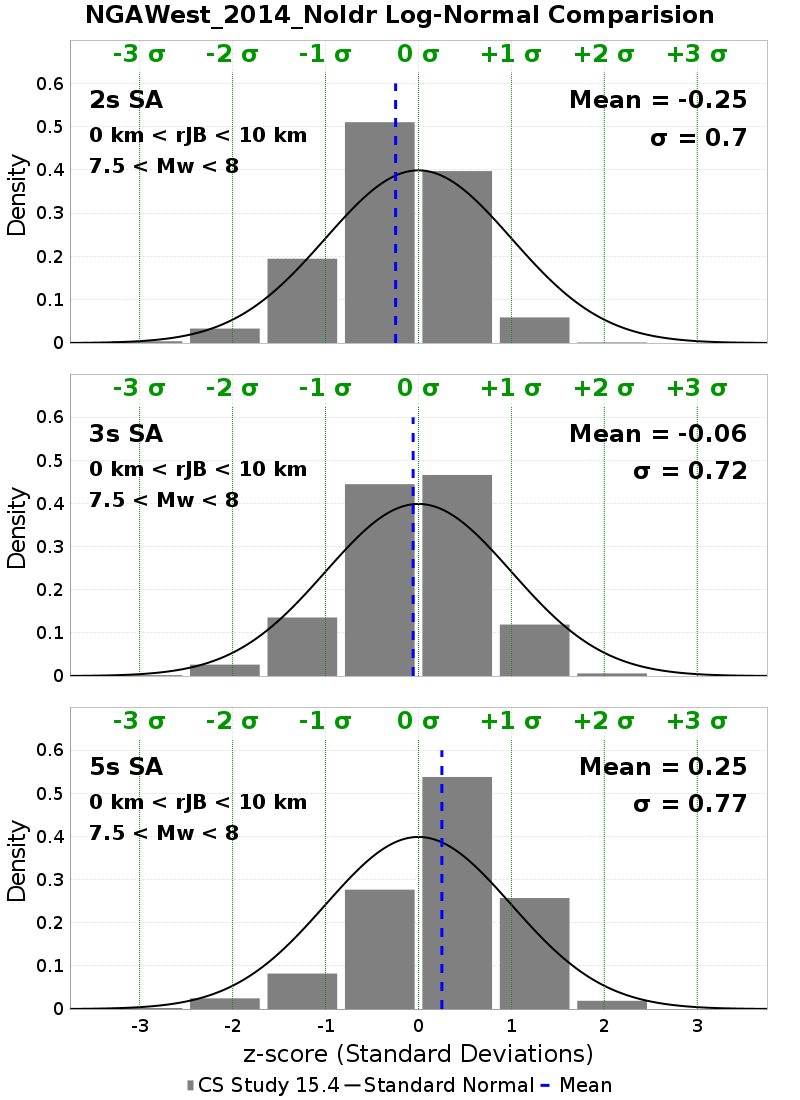 NGAWest_2014_NoIdr Log-Normal Comparision
-3 σ -2 σ -1 σ 0 σ +1 σ +2 σ +3 σ
2s SA Mean = -0.25
0 km < rJB < 10 km σ = 0.7
7.5 < Mw < 8
Density
0.6
0.5
0.4
0.3
0.2
0.1
0
-3 σ -2 σ -1 σ 0 σ +1 σ +2 σ +3 σ
3s SA Mean = -0.06
0 km < rJB < 10 km σ = 0.72
7.5 < Mw < 8
Density
0.6
0.5
0.4
0.3
0.2
0.1
0
-3 σ -2 σ -1 σ 0 σ +1 σ +2 σ +3 σ
5s SA Mean = 0.25
0 km < rJB < 10 km σ = 0.77
7.5 < Mw < 8
Density
0.6
0.5
0.4
0.3
0.2
0.1
0
-3 -2 -1 0 1 2 3
z-score (Standard Deviations)
CS Study 15.4 Standard Normal Mean